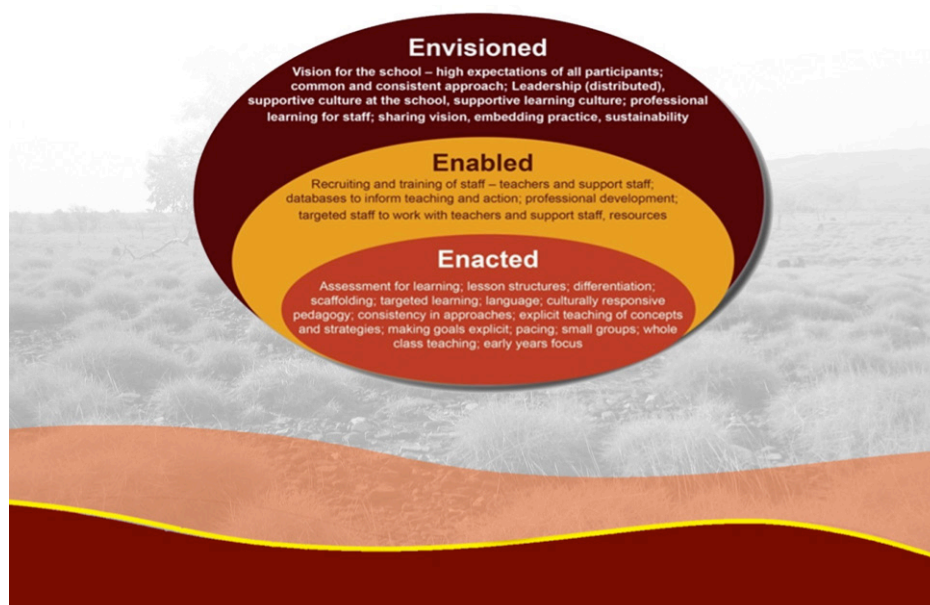 Envisioned
Vision for the school – high expectations of all participants;
common and consistent approach; Leadership (distributed),
supportive culture at the school, supportive learning culture; professional
learning for staff; sharing vision, embedding practice, sustainability
Enabled
Recruiting and training of staff – teachers and support staff;
databases to inform teaching and action; professional development;
targeted staff to work with teachers and support staff, resources
Enacted
Assessment for learning; lesson structures; differentiation;
scaffolding; targeted learning; language; culturally responsive
pedagogy; consistency in approaches; explicit teaching of concepts
and strategies; making goals explicit; pacing; small groups; whole
class teaching; early years focus